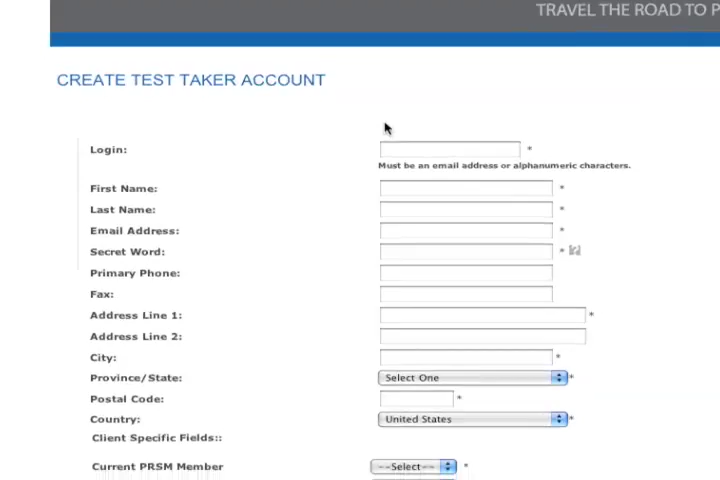 TRAVEL THE ROAD TO P
CREATE TEST TAKER ACCOUNT
Login: *
Must be an email address or alphanumeric characters.
First Name: *
Last Name: *
Email Address: *
Secret Word: *
Primary Phone:
Fax:
Address Line 1: *
Address Line 2:
City: *
Province/State: Select One *
Postal Code: *
Country: United States *
Client Specific Fields::
Current PRSM Member --Select-- *